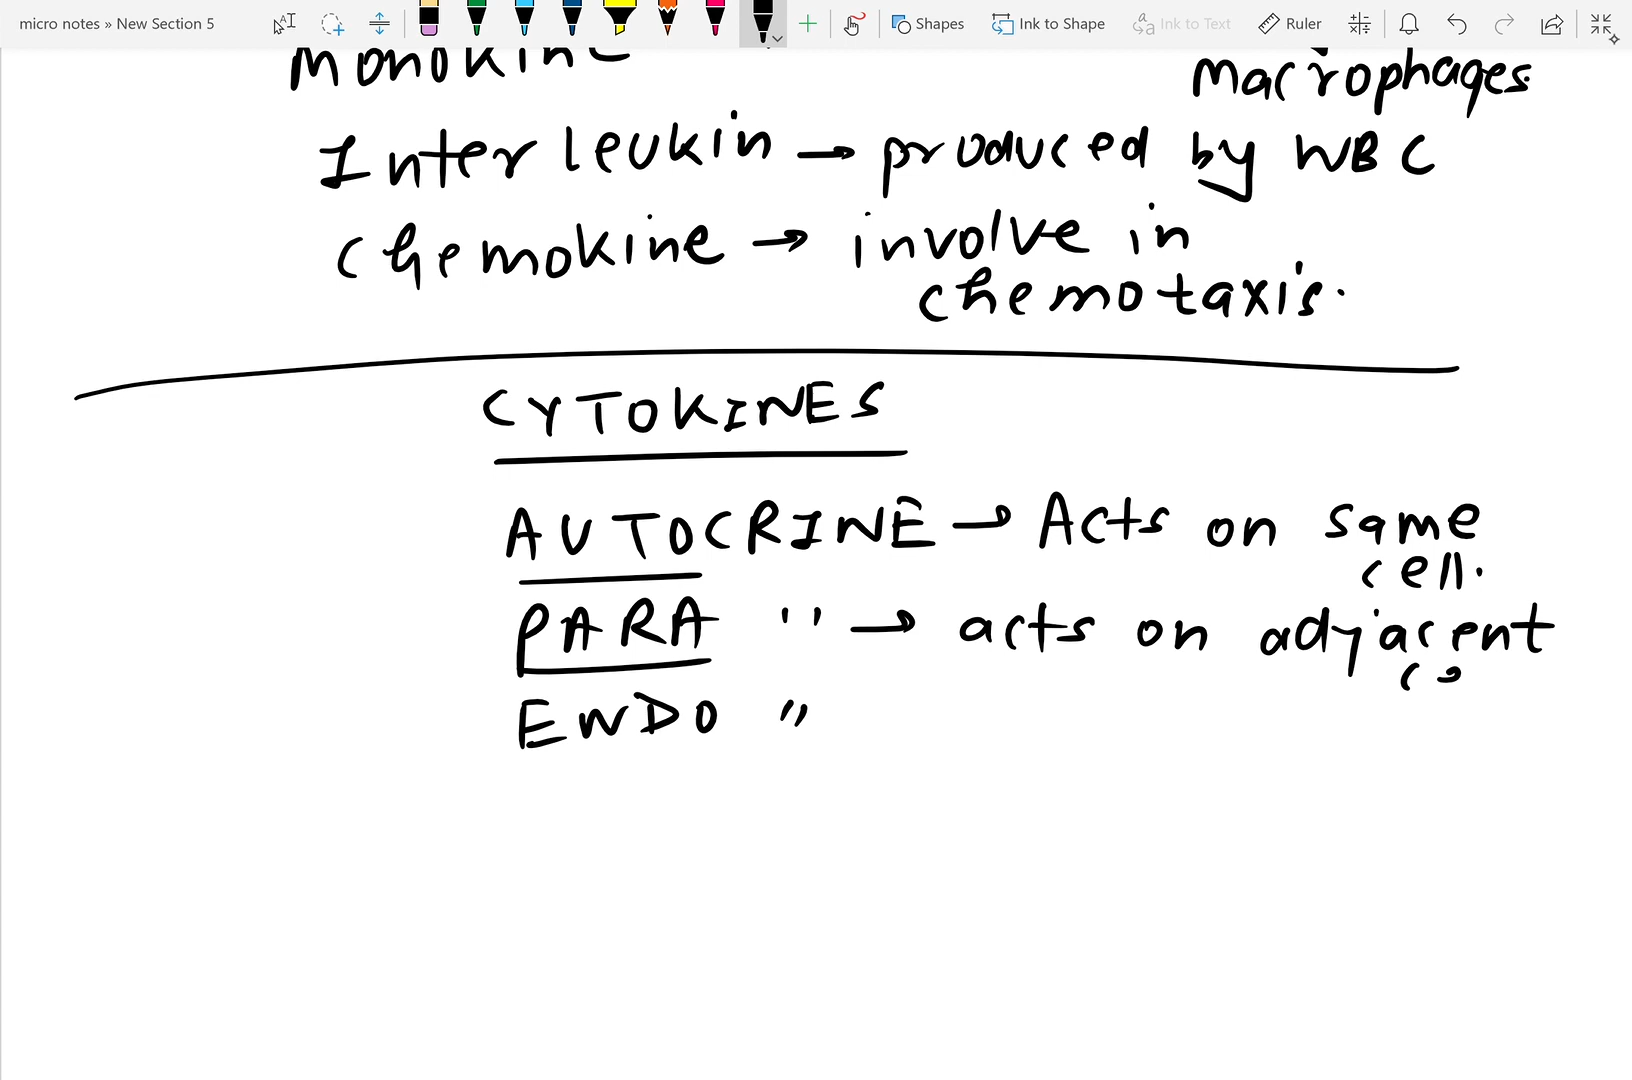 micro notes » New Section 5 Shapes Ink to Shape Ink to Text Ruler
Monokine
Macrophages
Interleukin → produced by WBC
Chemokine → involve in
chemotaxis.
CYTOKINES
AUTOCRINE → Acts on same
cell.
PARA " → acts on adjacent
ENDO "